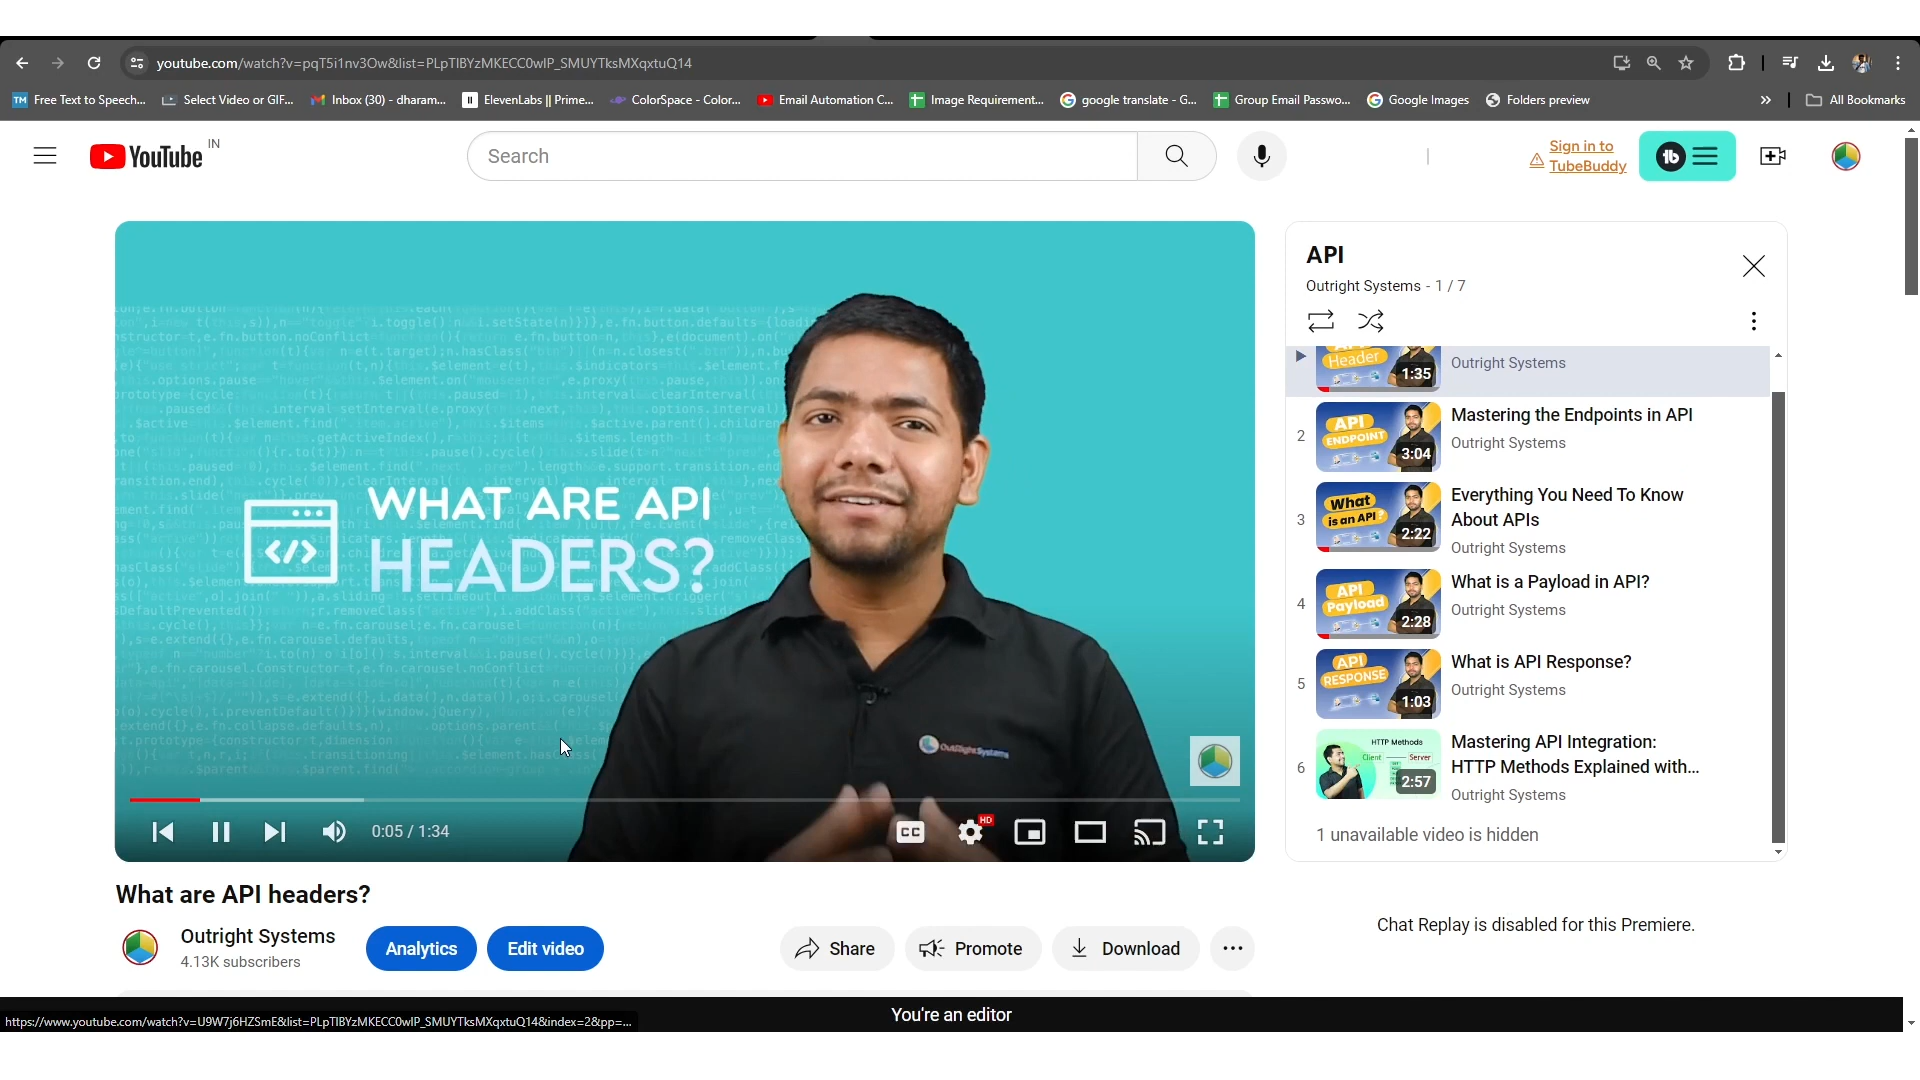 youtube.com/watch?v=pqT5i1nv3Ow&list=PLpTIBYzMKECC0wIP_SMUYTksMXqxtuQ14
TM Free Text to Speech...
Select Video or GIF...
Inbox (30) - dharam...
ElevenLabs || Prime...
ColorSpace - Color...
Email Automation C...
Image Requirement...
google translate - G...
Group Email Passwo...
Google Images
Folders preview
All Bookmarks
YouTube IN
Search
Sign in to
TubeBuddy
WHAT ARE API
HEADERS?
OutRight Systems
0:05 / 1:34
CC
HD
API
Outright Systems - 1 / 7
Header
1:35
Outright Systems
2
API
ENDPOINT
3:04
Mastering the Endpoints in API
Outright Systems
3
What
is an API?
2:22
Everything You Need To Know
About APIs
Outright Systems
4
API
Payload
2:28
What is a Payload in API?
Outright Systems
5
API
RESPONSE
1:03
What is API Response?
Outright Systems
6
HTTP Methods
Client
Server
2:57
Mastering API Integration:
HTTP Methods Explained with...
Outright Systems
1 unavailable video is hidden
What are API headers?
Outright Systems
4.13K subscribers
Analytics
Edit video
Share
Promote
Download
Chat Replay is disabled for this Premiere.
You're an editor
https://www.youtube.com/watch?v=U9W7j6HZSmE&list=PLpTIBYzMKECC0wIP_SMUYTksMXqxtuQ14&index=2&pp=...